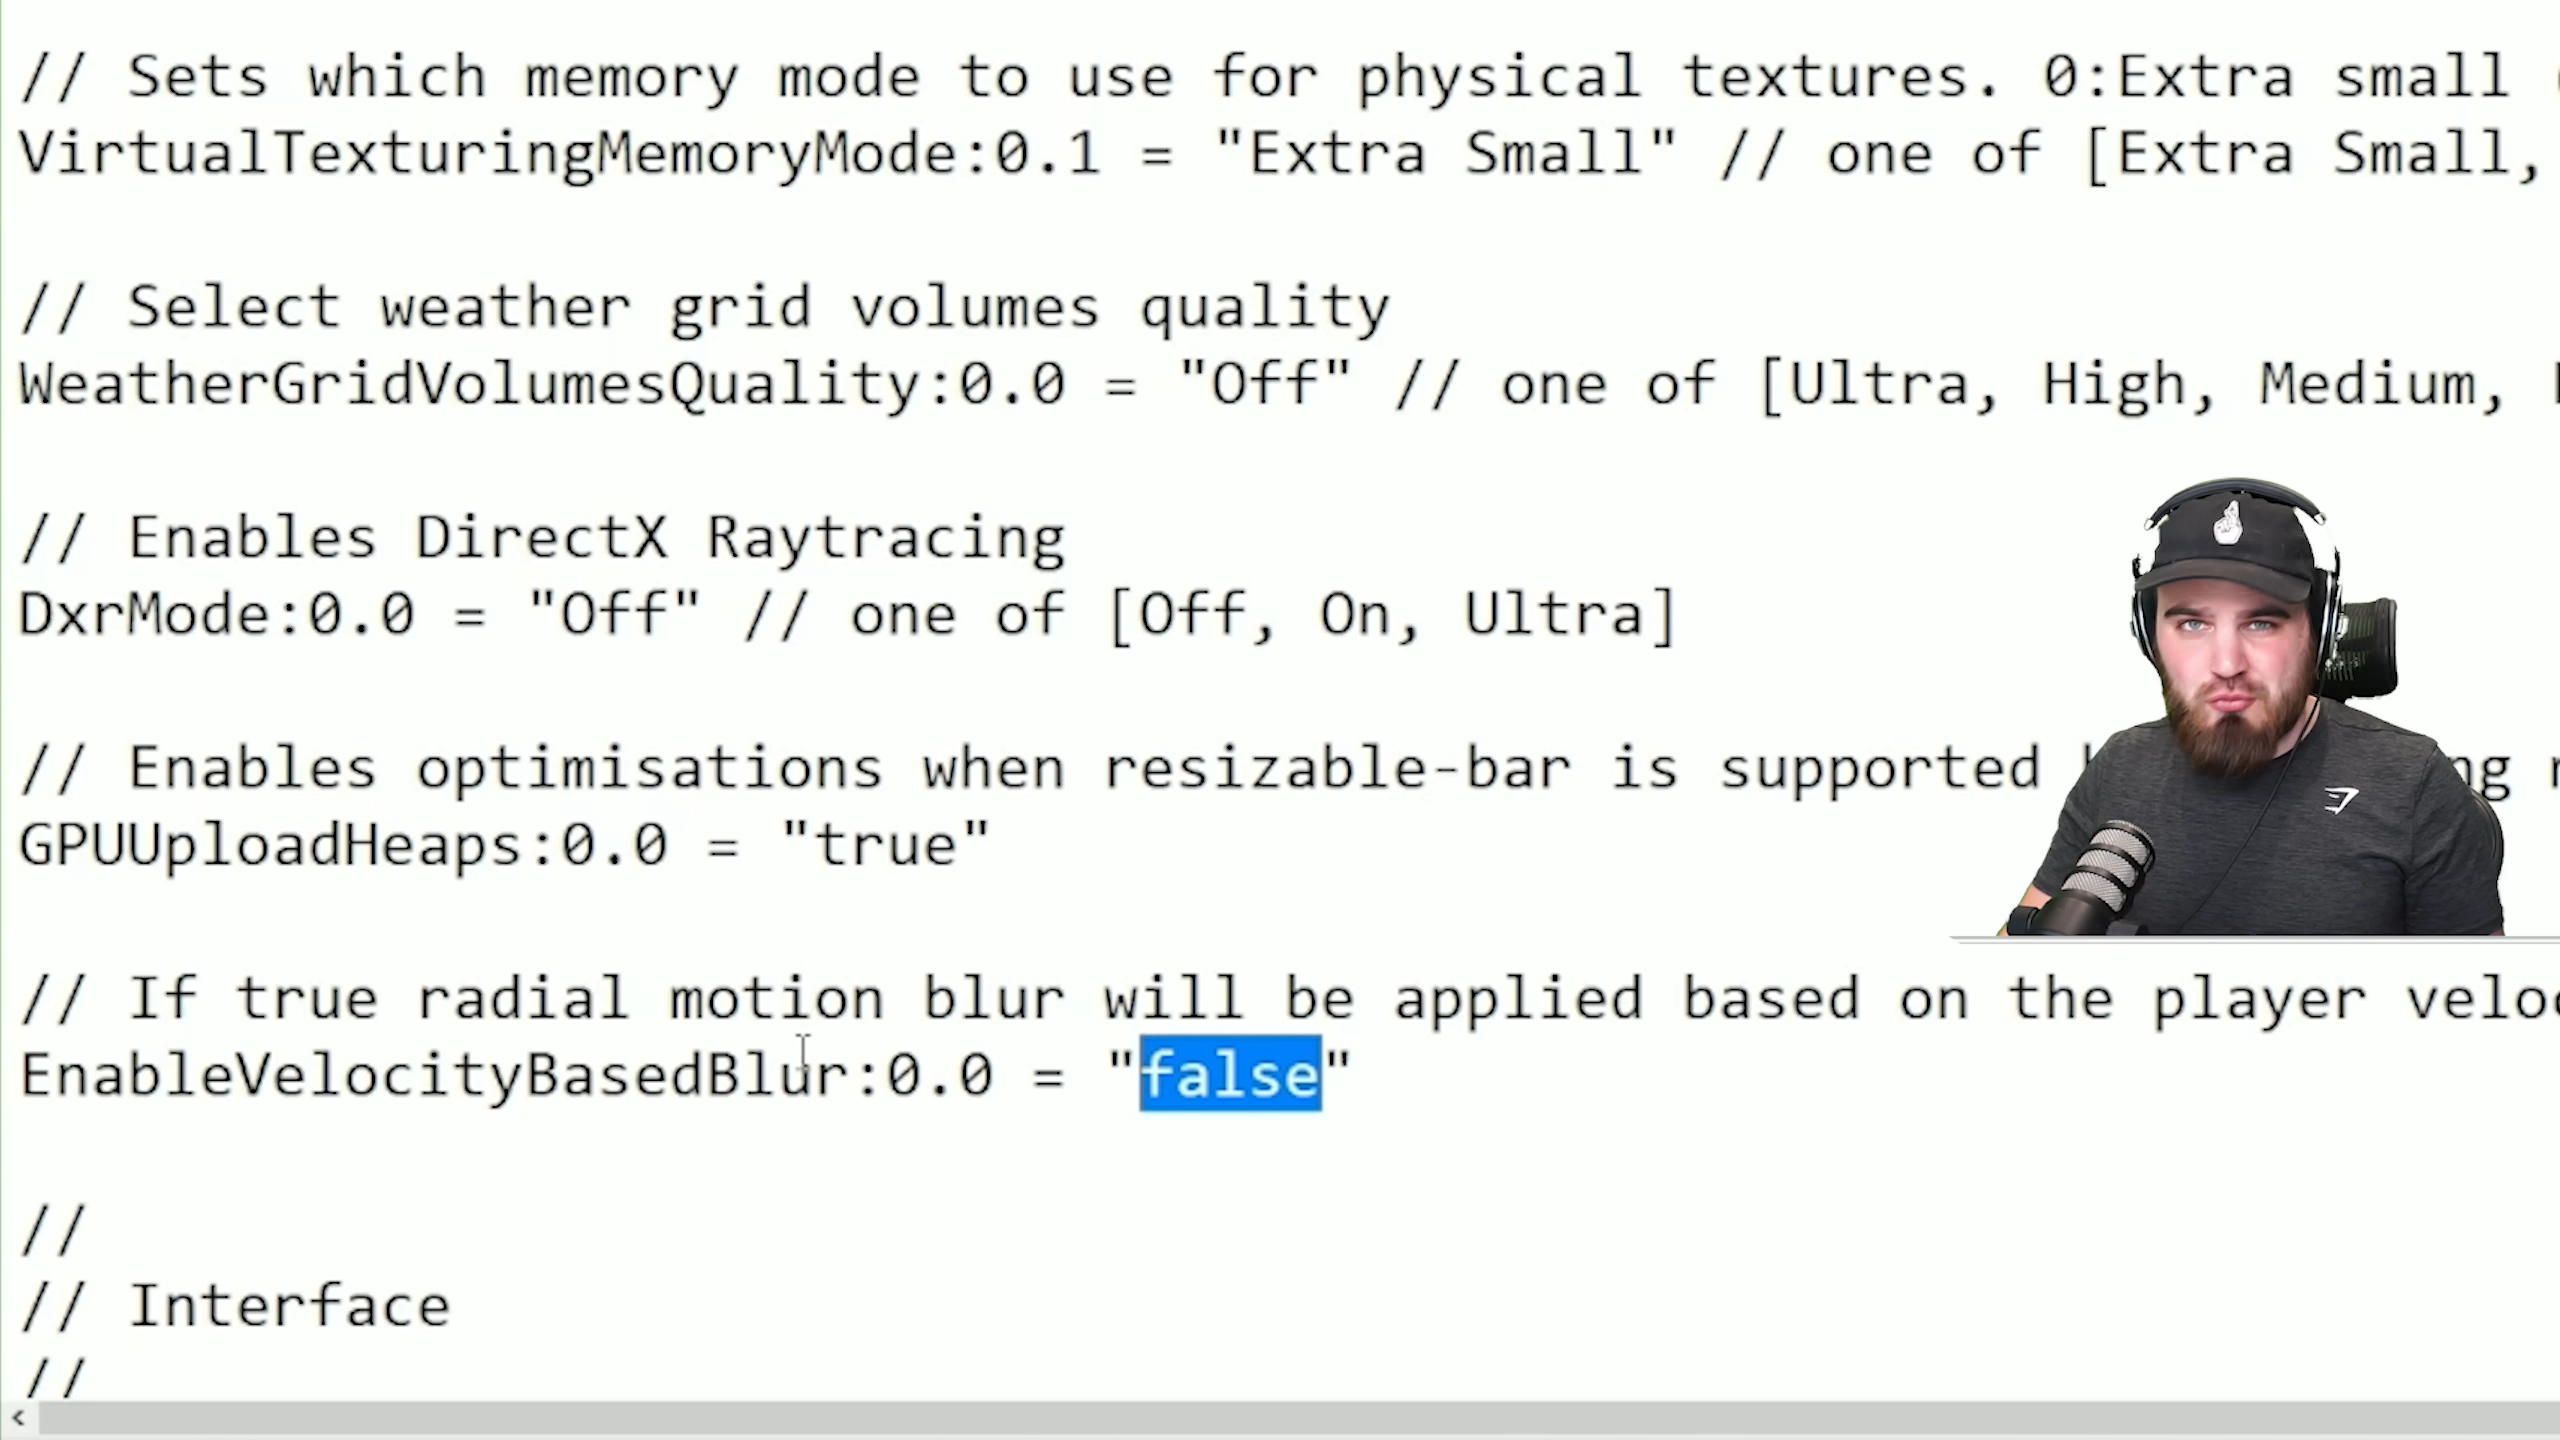 // Sets which memory mode to use for physical textures. 0:Extra small
VirtualTexturingMemoryMode:0.1 = "Extra Small" // one of [Extra Small,
// Select weather grid volumes quality
WeatherGridVolumesQuality:0.0 = "Off" // one of [Ultra, High, Medium,
// Enables DirectX Raytracing
DxrMode:0.0 = "Off" // one of [Off, On, Ultra]
// Enables optimisations when resizable-bar is supported
GPUUploadHeaps:0.0 = "true"
// If true radial motion blur will be applied based on the player
EnableVelocityBasedBlur:0.0 = "false"
//
// Interface
//